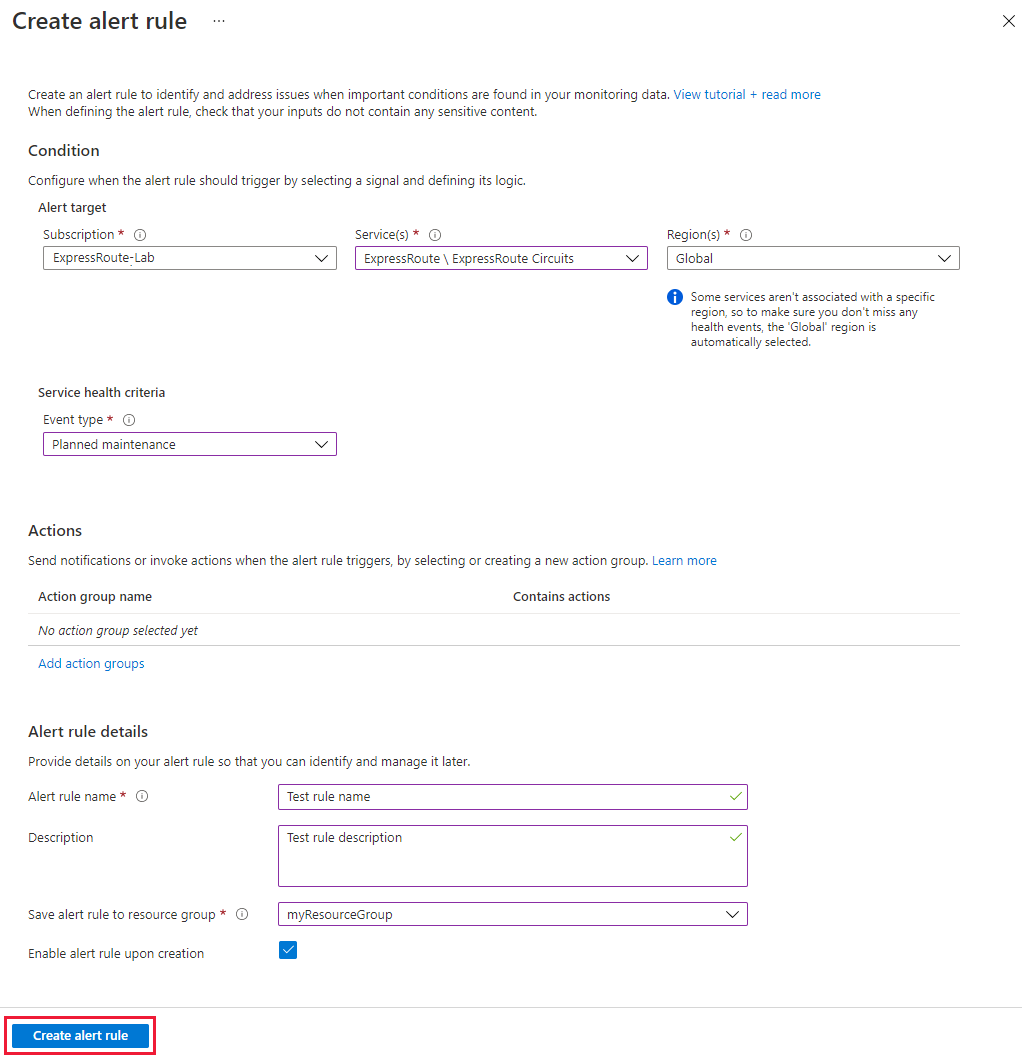 Create alert rule ...
Create an alert rule to identify and address issues when important conditions are found in your monitoring data. View tutorial + read more
When defining the alert rule, check that your inputs do not contain any sensitive content.
Condition
Configure when the alert rule should trigger by selecting a signal and defining its logic.
Alert target
Subscription *
Service(s) *
Region(s) *
ExpressRoute-Lab
ExpressRoute \ ExpressRoute Circuits
Global
Some services aren't associated with a specific
region, so to make sure you don't miss any
health events, the 'Global' region is
automatically selected.
Service health criteria
Event type *
Planned maintenance
Actions
Send notifications or invoke actions when the alert rule triggers, by selecting or creating a new action group. Learn more
Action group name
Contains actions
No action group selected yet
Add action groups
Alert rule details
Provide details on your alert rule so that you can identify and manage it later.
Alert rule name *
Test rule name
Description
Test rule description
Save alert rule to resource group *
myResourceGroup
Enable alert rule upon creation
Create alert rule